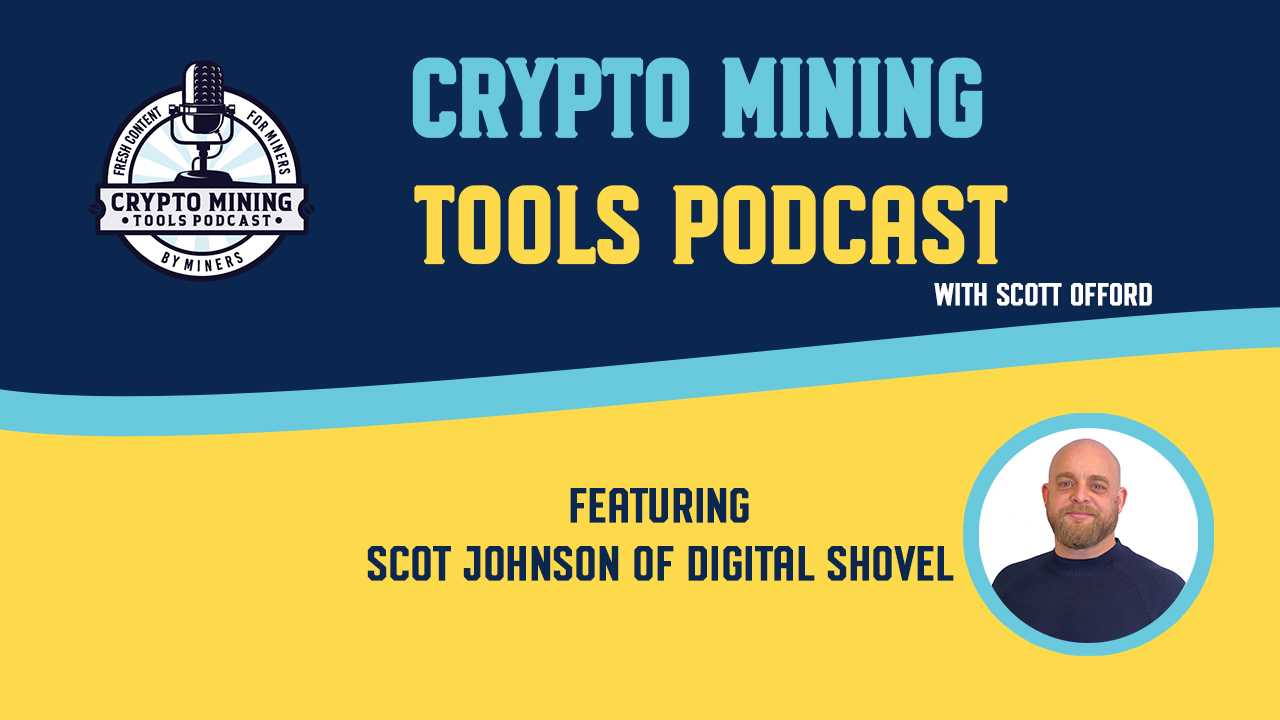 FRESH CONTENT
FOR MINERS
CRYPTO MINING
• TOOLS PODCAST •
BY MINERS
CRYPTO MINING
TOOLS PODCAST
WITH SCOTT OFFORD
FEATURING
SCOT JOHNSON OF DIGITAL SHOVEL